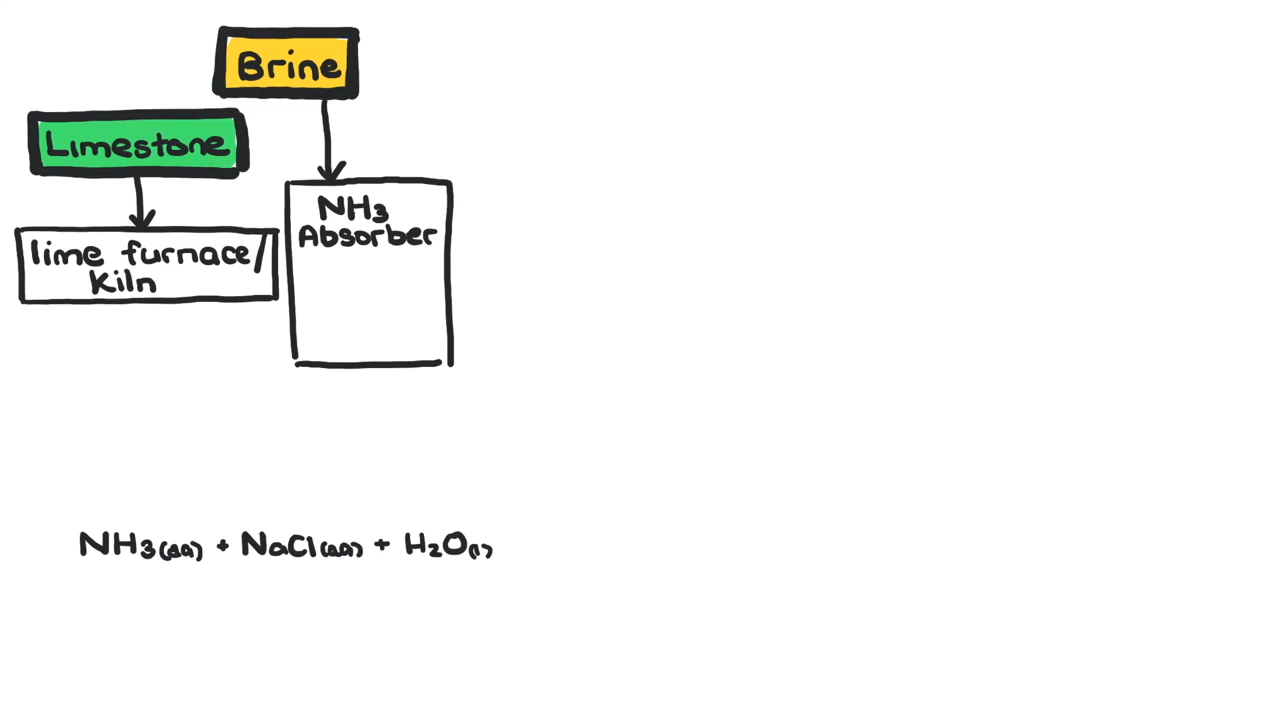 Brine
Limestone
NH3
Absorber
lime furnace/
Kiln
NH3(aq) + NaCl(aq) + H2O(l)